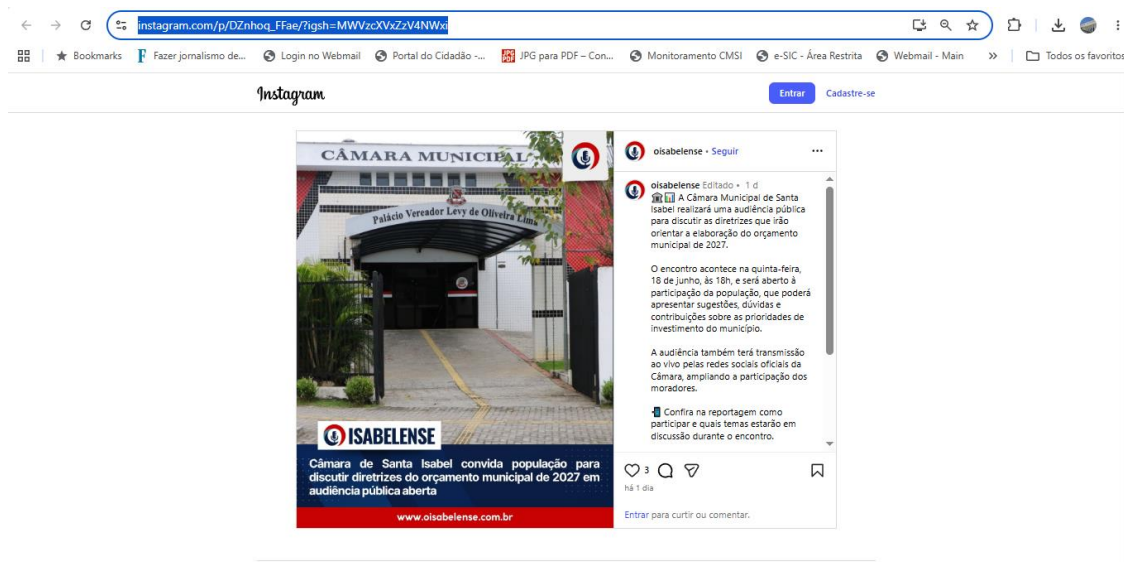 instagram.com/p/DZnhoq_FFae/?igsh=MWVzcXVxZzV4NWxi
Bookmarks
Fazer jornalismo de...
Login no Webmail
Portal do Cidadão -...
JPG para PDF – Con...
Monitoramento CMSI
e-SIC - Área Restrita
Webmail - Main
»
Todos os favoritos
Instagram
Entrar
Cadastre-se
CÂMARA MUNICIPAL
Palácio Vereador Levy de Oliveira Lima
ISABELENSE
Câmara de Santa Isabel convida população para
discutir diretrizes do orçamento municipal de 2027 em
audiência pública aberta
www.oisabelense.com.br
oisabelense • Seguir
oisabelense Editado • 1 d
A Câmara Municipal de Santa
Isabel realizará uma audiência pública
para discutir as diretrizes que irão
orientar a elaboração do orçamento
municipal de 2027.
O encontro acontece na quinta-feira,
18 de junho, às 18h, e será aberto à
participação da população, que poderá
apresentar sugestões, dúvidas e
contribuições sobre as prioridades de
investimento do município.
A audiência também terá transmissão
ao vivo pelas redes sociais oficiais da
Câmara, ampliando a participação dos
moradores.
Confira na reportagem como
participar e quais temas estarão em
discussão durante o encontro.
3
há 1 dia
Entrar para curtir ou comentar.